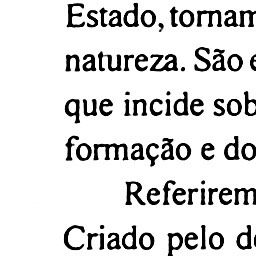 Estado, tornam
natureza. São e
que incide sob
formação e do
Referirem
Criado pelo d